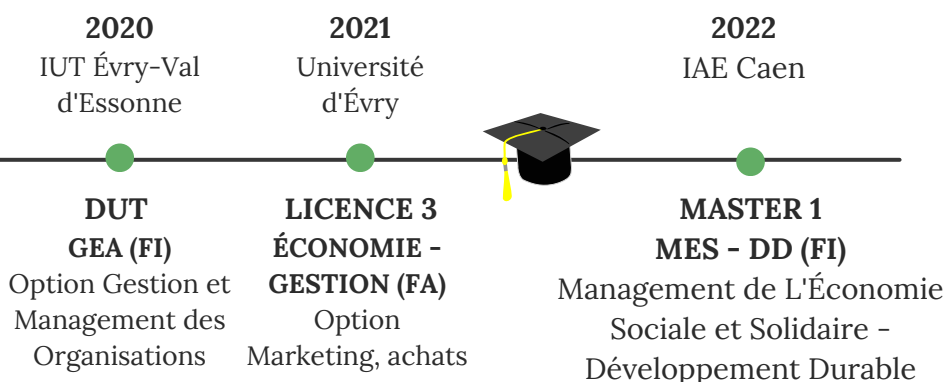 2020
IUT Évry-Val
d'Essonne
DUT
GEA (FI)
Option Gestion et
Management des
Organisations
2021
Université
d'Évry
LICENCE 3
ÉCONOMIE -
GESTION (FA)
Option
Marketing, achats
2022
IAE Caen
MASTER 1
MES - DD (FI)
Management de L'Économie
Sociale et Solidaire -
Développement Durable